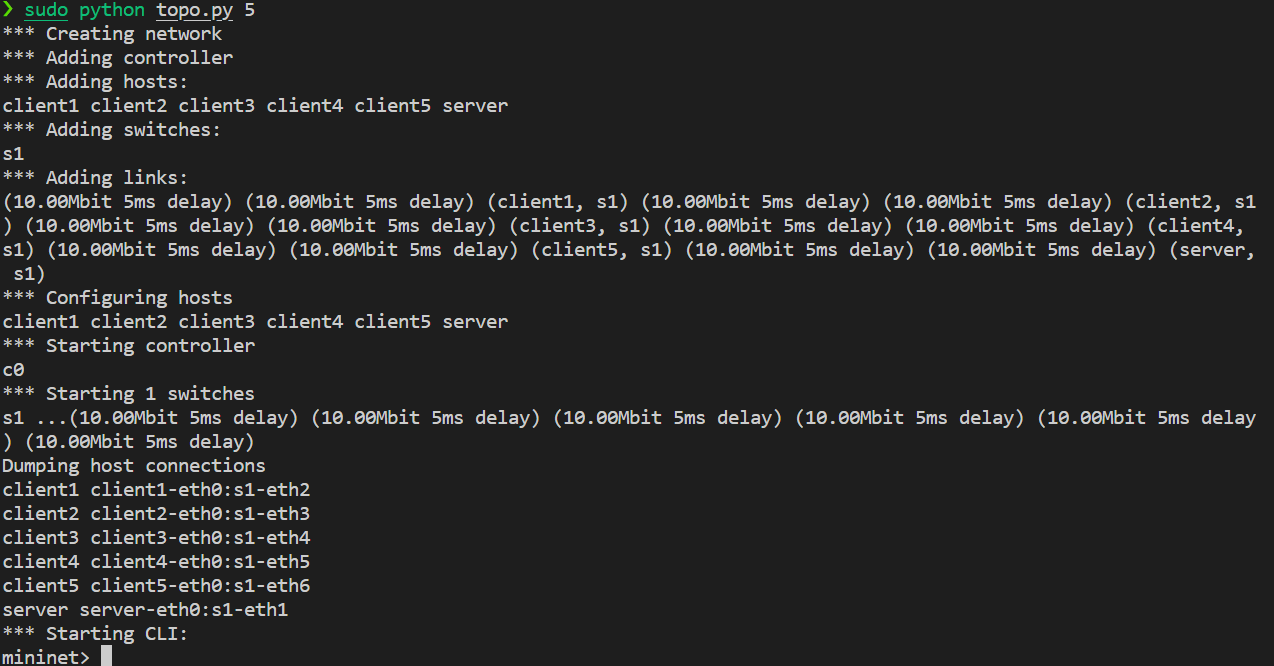 ❯ sudo python topo.py 5
*** Creating network
*** Adding controller
*** Adding hosts:
client1 client2 client3 client4 client5 server
*** Adding switches:
s1
*** Adding links:
(10.00Mbit 5ms delay) (10.00Mbit 5ms delay) (client1, s1) (10.00Mbit 5ms delay) (10.00Mbit 5ms delay) (client2, s1
) (10.00Mbit 5ms delay) (10.00Mbit 5ms delay) (client3, s1) (10.00Mbit 5ms delay) (10.00Mbit 5ms delay) (client4,
s1) (10.00Mbit 5ms delay) (10.00Mbit 5ms delay) (client5, s1) (10.00Mbit 5ms delay) (10.00Mbit 5ms delay) (server,
 s1)
*** Configuring hosts
client1 client2 client3 client4 client5 server
*** Starting controller
c0
*** Starting 1 switches
s1 ...(10.00Mbit 5ms delay) (10.00Mbit 5ms delay) (10.00Mbit 5ms delay) (10.00Mbit 5ms delay) (10.00Mbit 5ms delay
) (10.00Mbit 5ms delay)
Dumping host connections
client1 client1-eth0:s1-eth2
client2 client2-eth0:s1-eth3
client3 client3-eth0:s1-eth4
client4 client4-eth0:s1-eth5
client5 client5-eth0:s1-eth6
server server-eth0:s1-eth1
*** Starting CLI:
mininet>